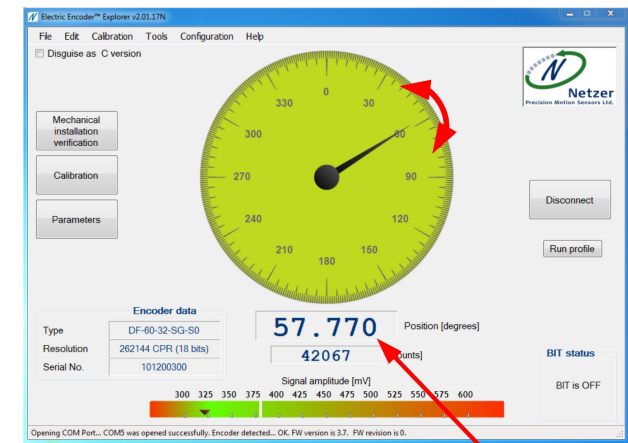 Electric Encoder™ Explorer v2.01.17N
File Edit Calibration Tools Configuration Help
Disguise as C version
Netzer
Precision Motion Sensors Ltd.
Mechanical
installation
verification
Calibration
Parameters
0
30
60
90
120
150
180
210
240
270
300
330
Disconnect
Run profile
Encoder data
Type DF-60-32-SG-S0
Resolution 262144 CPR (18 bits)
Serial No. 101200300
57.770 Position [degrees]
42067 ounts]
BIT status
BIT is OFF
Signal amplitude [mV]
300 325 350 375 400 425 450 475 500 525 550 575 600
Opening COM Port... COM5 was opened successfully. Encoder detected... OK. FW version is 3.7. FW revision is 0.